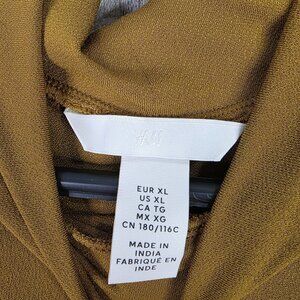 H&M
EUR XL
US XL
CA TG
MX XG
CN 180/116C
MADE IN
INDIA
FABRIQUÉ EN
INDE